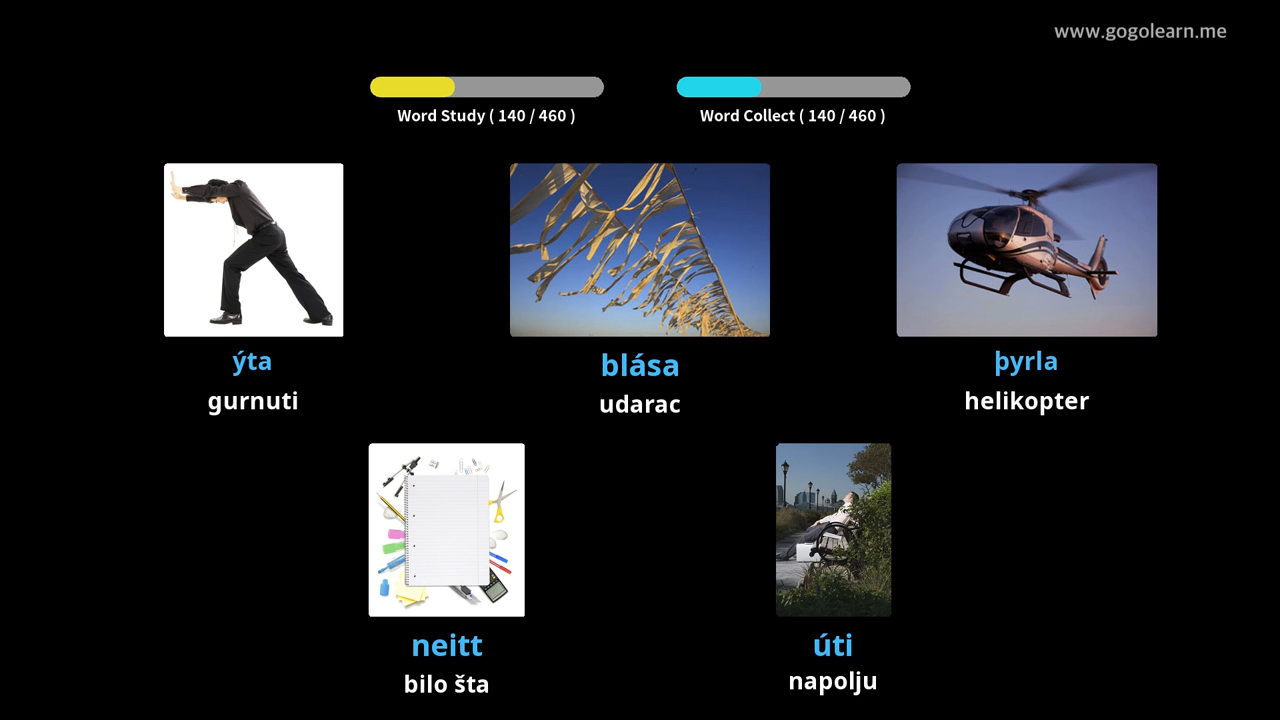 www.gogolearn.me
Word Study ( 140 / 460 )
Word Collect ( 140 / 460 )
ýta
blása
þyrla
gurnuti
udarac
helikopter
neitt
úti
bilo šta
napolju